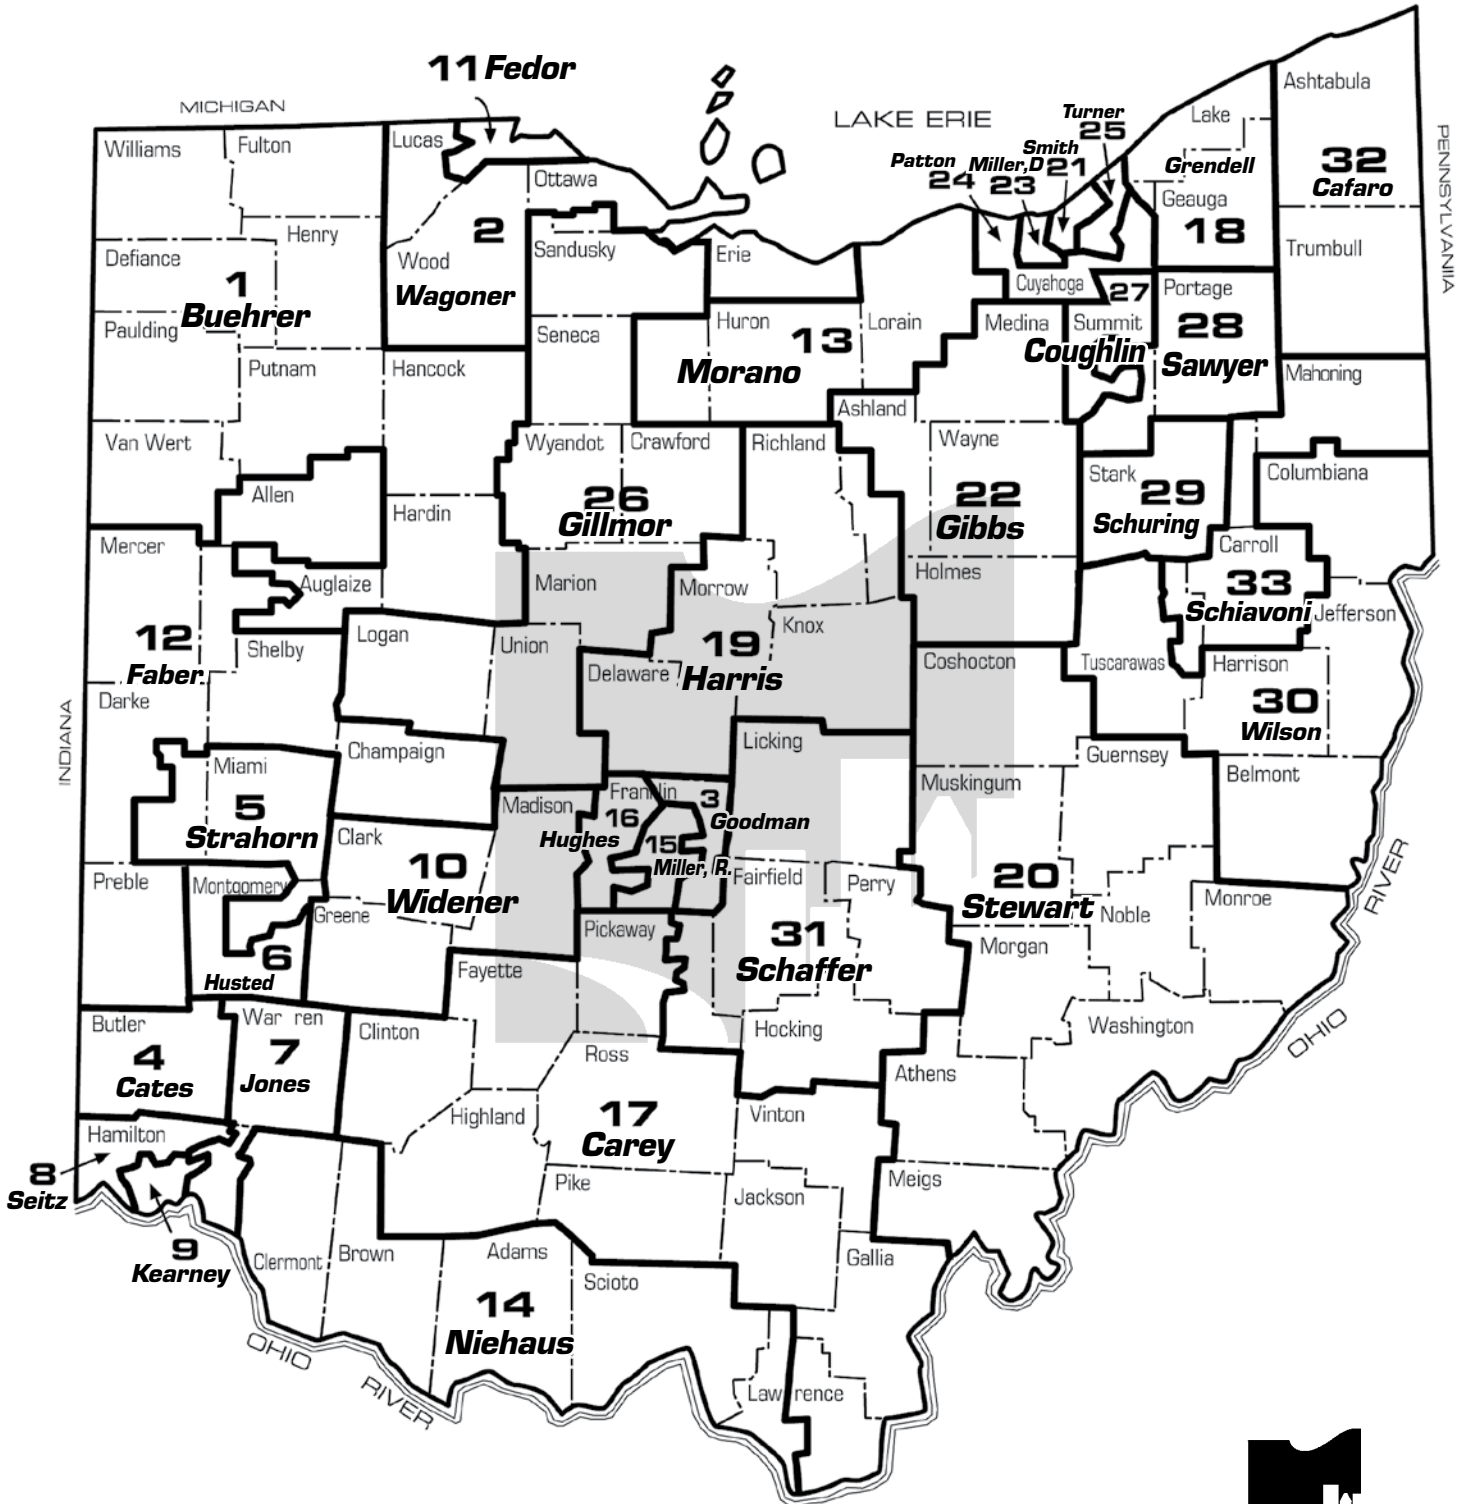 11 Fedor
MICHIGAN
LAKE ERIE
Turner
25
Smith
21
Patton
24
Miller,D
23
Lake
Ashtabula
PENNSYLVANIIA
32
Cafaro
Grendell
Geauga
18
Trumbull
Williams
Fulton
Lucas
Ottawa
2
Henry
Wood
Wagoner
Sandusky
Erie
Defiance
1
Buehrer
Paulding
Putnam
Hancock
Seneca
Huron
13
Morano
Lorain
Cuyahoga
27
Medina
Summit
Coughlin
Portage
28
Sawyer
Mahoning
Ashland
Van Wert
Allen
Hardin
Wyandot
Crawford
Richland
Wayne
26
Gillmor
22
Gibbs
Stark
29
Schuring
Columbiana
Mercer
Auglaize
Marion
Morrow
Holmes
Carroll
33
Schiavoni
Jefferson
12
Faber
Shelby
Logan
Union
Knox
19
Harris
Delaware
Coshocton
Tuscarawas
Harrison
30
Wilson
INDIANA
Darke
Miami
Champaign
Licking
Guernsey
Belmont
5
Strahorn
Madison
Franklin
16
Hughes
3
Goodman
15
Miller, R.
Muskingum
Clark
10
Widener
Preble
Montgomery
Greene
Fairfield
Perry
20
Stewart
Noble
Monroe
RIVER
6
Husted
Pickaway
31
Schaffer
Morgan
Fayette
Butler
4
Cates
War ren
7
Jones
Clinton
Ross
Hocking
Washington
OHIO
Athens
Highland
17
Carey
Vinton
Hamilton
8
Seitz
9
Kearney
Pike
Jackson
Meigs
Clermont
Brown
Adams
Scioto
Gallia
14
Niehaus
OHIO
RIVER
Lawrence